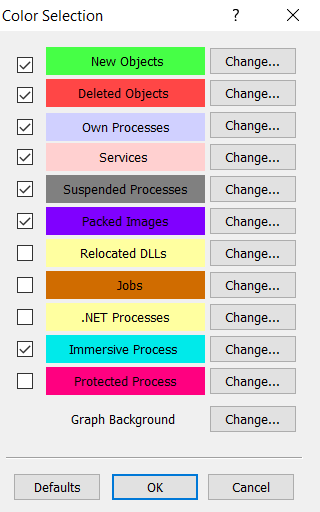 Color Selection ?
New Objects Change...
Deleted Objects Change...
Own Processes Change...
Services Change...
Suspended Processes Change...
Packed Images Change...
Relocated DLLs Change...
Jobs Change...
.NET Processes Change...
Immersive Process Change...
Protected Process Change...
Graph Background Change...
Defaults OK Cancel